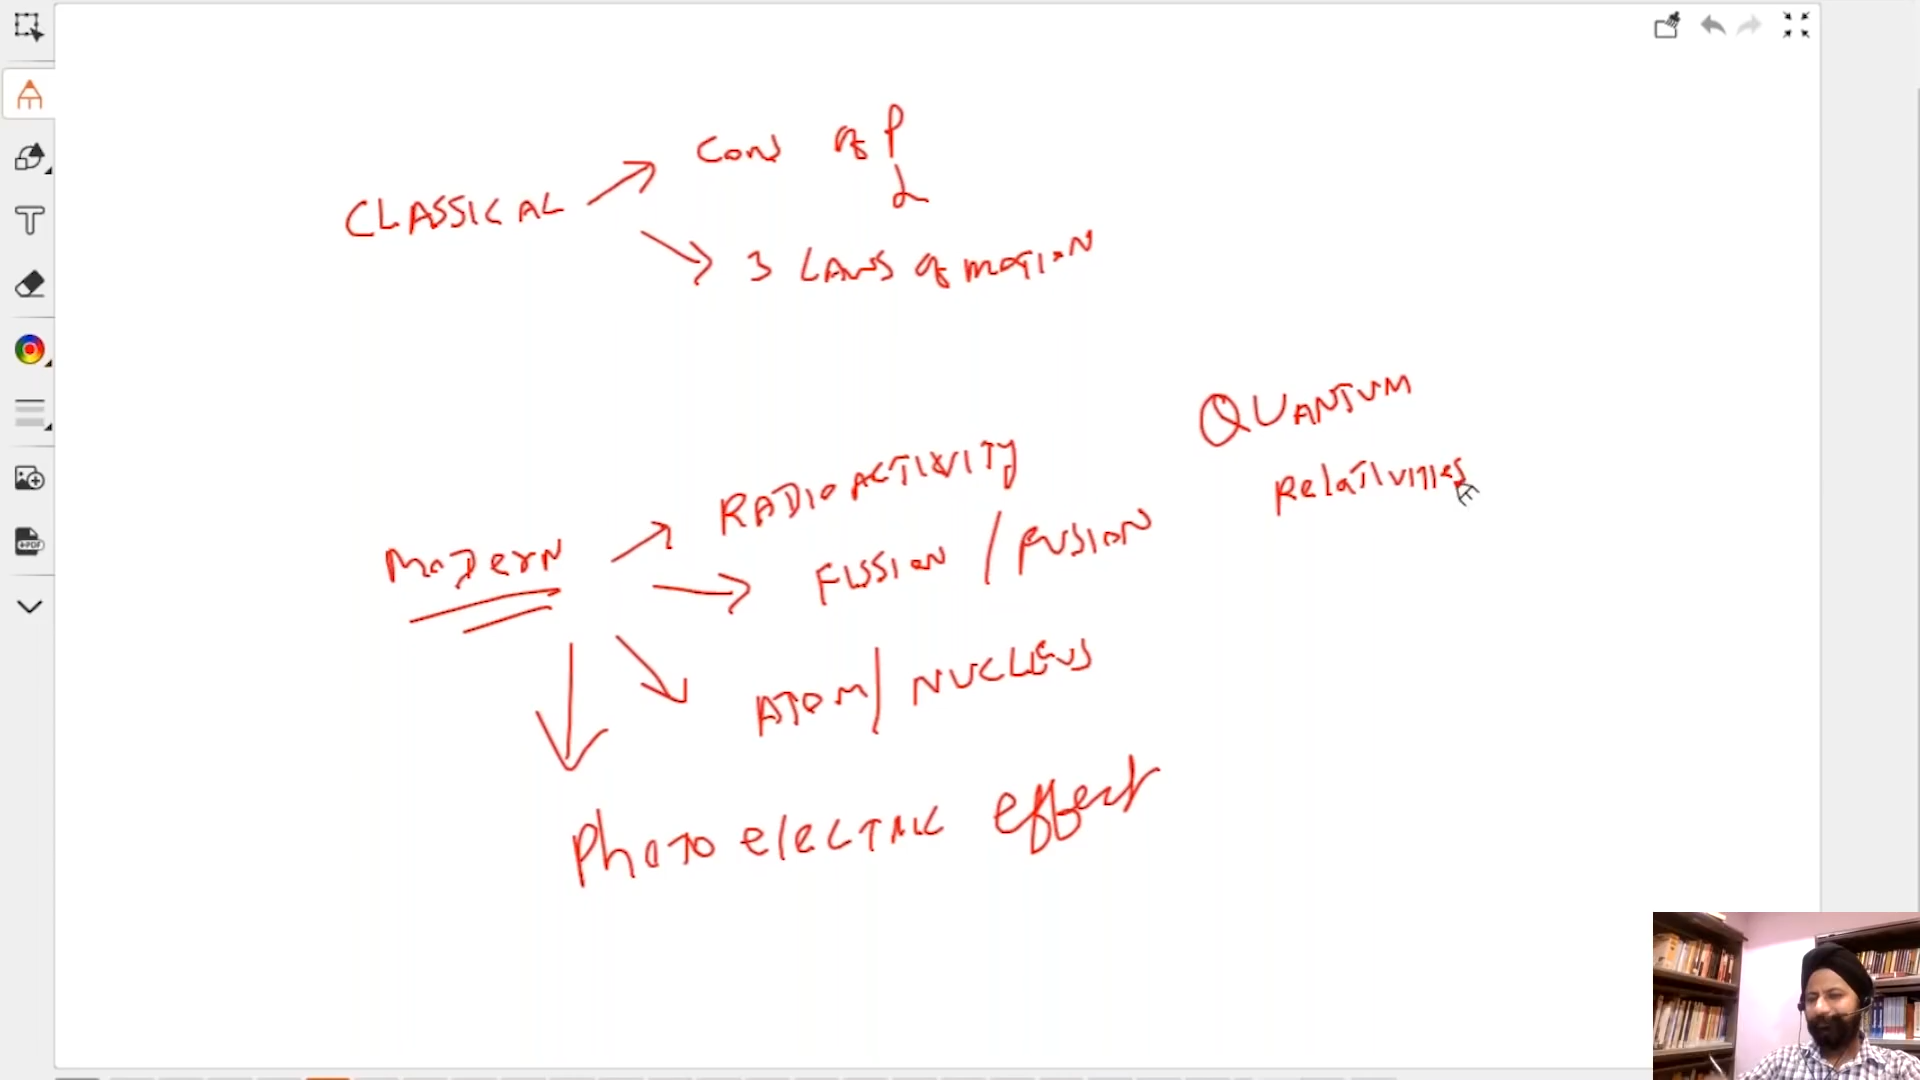 Cons of P
L
CLASSICAL
3 LAWS of MOTION
QUANTUM
RADIOACTIVITY
Relativities
MODERN
FISSION / FUSION
ATOM / NUCLEUS
Photo electric effect